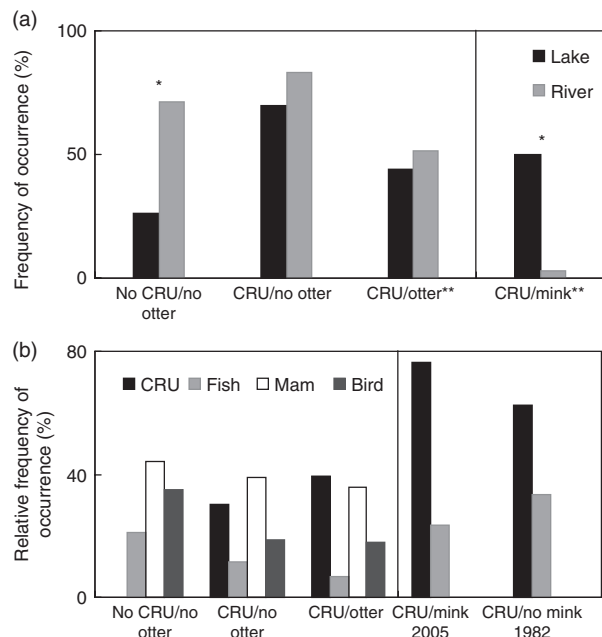 (a)
100
50
0
Frequency of occurrence (%)
*
*
Lake
River
No CRU/no
otter
CRU/no otter
CRU/otter**
CRU/mink**
(b)
80
40
0
Relative frequency of
occurrence (%)
CRU Fish Mam Bird
No CRU/no
otter
CRU/no
otter
CRU/otter
CRU/mink
2005
CRU/no mink
1982